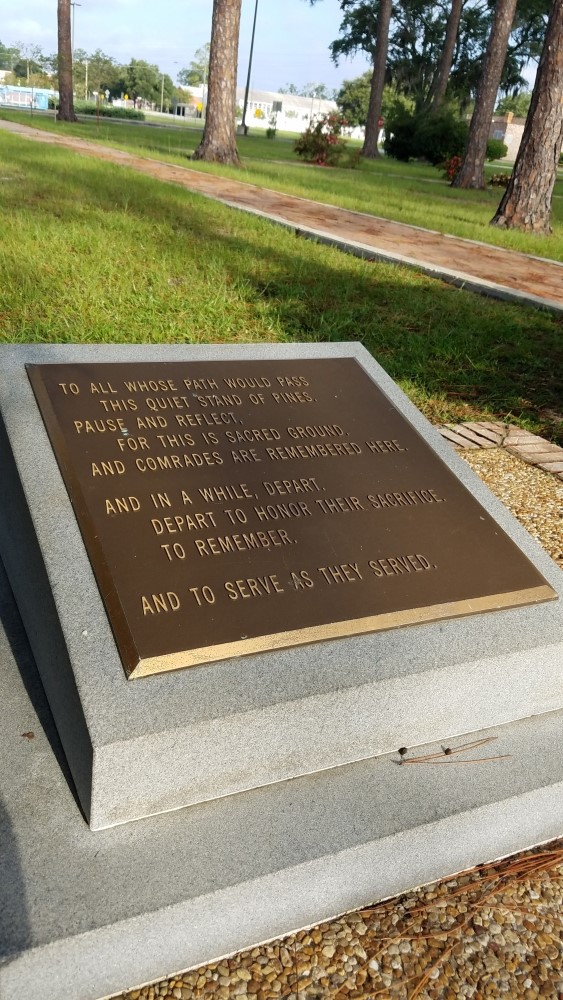 TO ALL WHOSE PATH WOULD PASS
THIS QUIET STAND OF PINES,
PAUSE AND REFLECT,
FOR THIS IS SACRED GROUND,
AND COMRADES ARE REMEMBERED HERE.
AND IN A WHILE, DEPART.
DEPART TO HONOR THEIR SACRIFICE.
TO REMEMBER,
AND TO SERVE AS THEY SERVED.